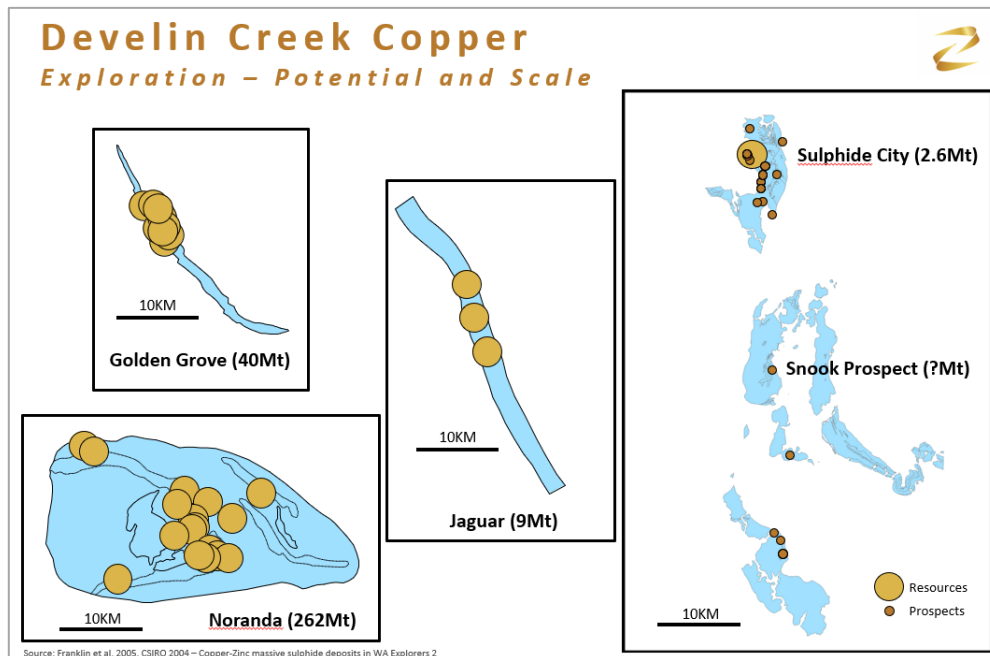 Develin Creek Copper
Exploration – Potential and Scale
10KM
Golden Grove (40Mt)
10KM
Jaguar (9Mt)
10KM
Noranda (262Mt)
Sulphide City (2.6Mt)
Snook Prospect (?Mt)
10KM
Resources
Prospects
Source: Franklin et al, 2005, CSIRO 2004 – Copper-Zinc massive sulphide deposits in WA Explorers 2